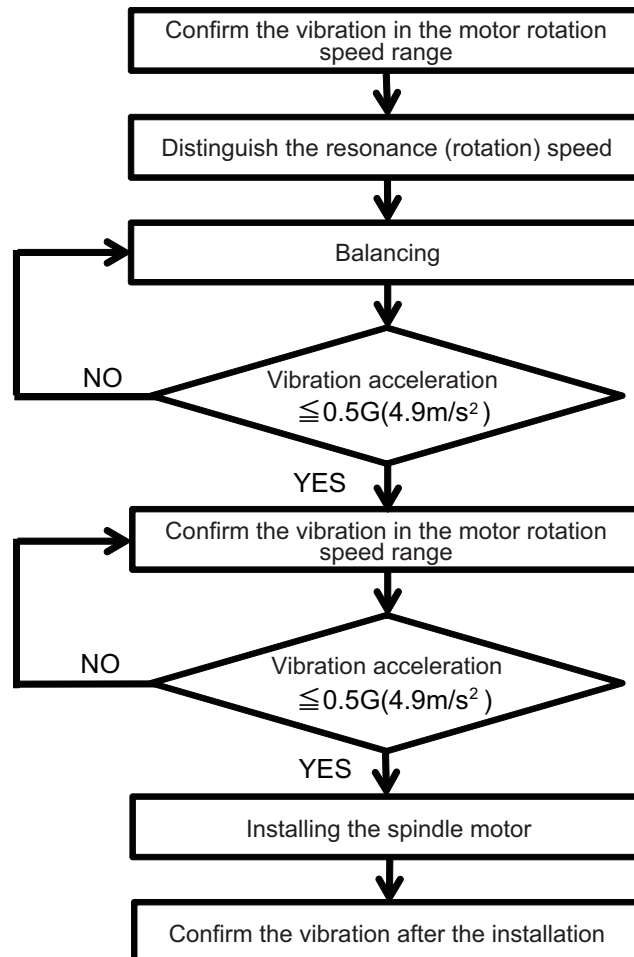 Confirm the vibration in the motor rotation
speed range
Distinguish the resonance (rotation) speed
Balancing
NO
Vibration acceleration
≦0.5G(4.9m/s²)
YES
Confirm the vibration in the motor rotation
speed range
NO
Vibration acceleration
≦0.5G(4.9m/s²)
YES
Installing the spindle motor
Confirm the vibration after the installation